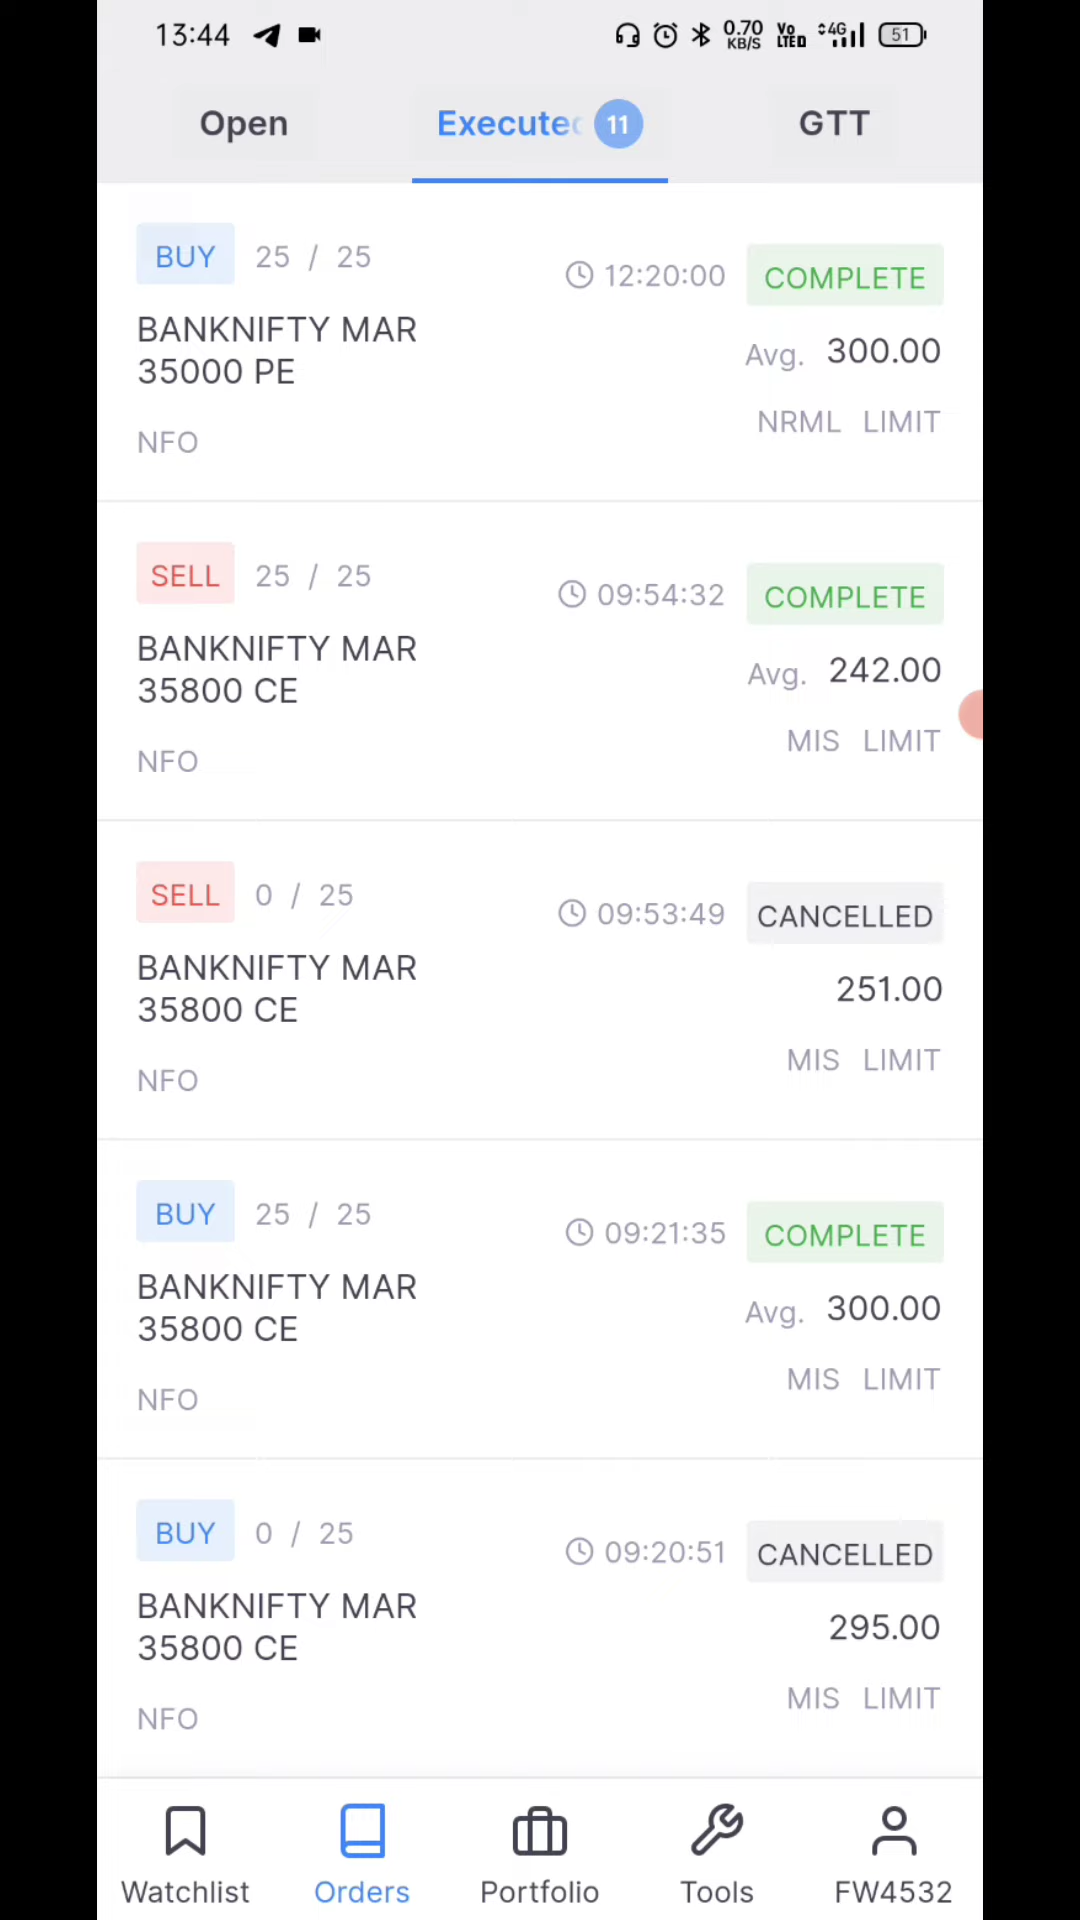 13:44 0.70 KB/S Vo LTE 4G 51
Open Executed 11 GTT
BUY 25 / 25 12:20:00 COMPLETE
BANKNIFTY MAR
35000 PE
Avg. 300.00
NFO NRML LIMIT
SELL 25 / 25 09:54:32 COMPLETE
BANKNIFTY MAR
35800 CE
Avg. 242.00
NFO MIS LIMIT
SELL 0 / 25 09:53:49 CANCELLED
BANKNIFTY MAR
35800 CE
251.00
NFO MIS LIMIT
BUY 25 / 25 09:21:35 COMPLETE
BANKNIFTY MAR
35800 CE
Avg. 300.00
NFO MIS LIMIT
BUY 0 / 25 09:20:51 CANCELLED
BANKNIFTY MAR
35800 CE
295.00
NFO MIS LIMIT
Watchlist Orders Portfolio Tools FW4532